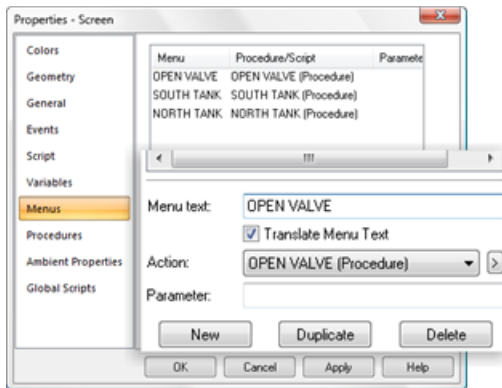 Properties - Screen
Colors
Geometry
General
Events
Script
Variables
Menus
Procedures
Ambient Properties
Global Scripts
Menu Procedure/Script Paramete
OPEN VALVE OPEN VALVE (Procedure)
SOUTH TANK SOUTH TANK (Procedure)
NORTH TANK NORTH TANK (Procedure)
Menu text: OPEN VALVE
Translate Menu Text
Action: OPEN VALVE (Procedure) >
Parameter:
New Duplicate Delete
OK Cancel Apply Help